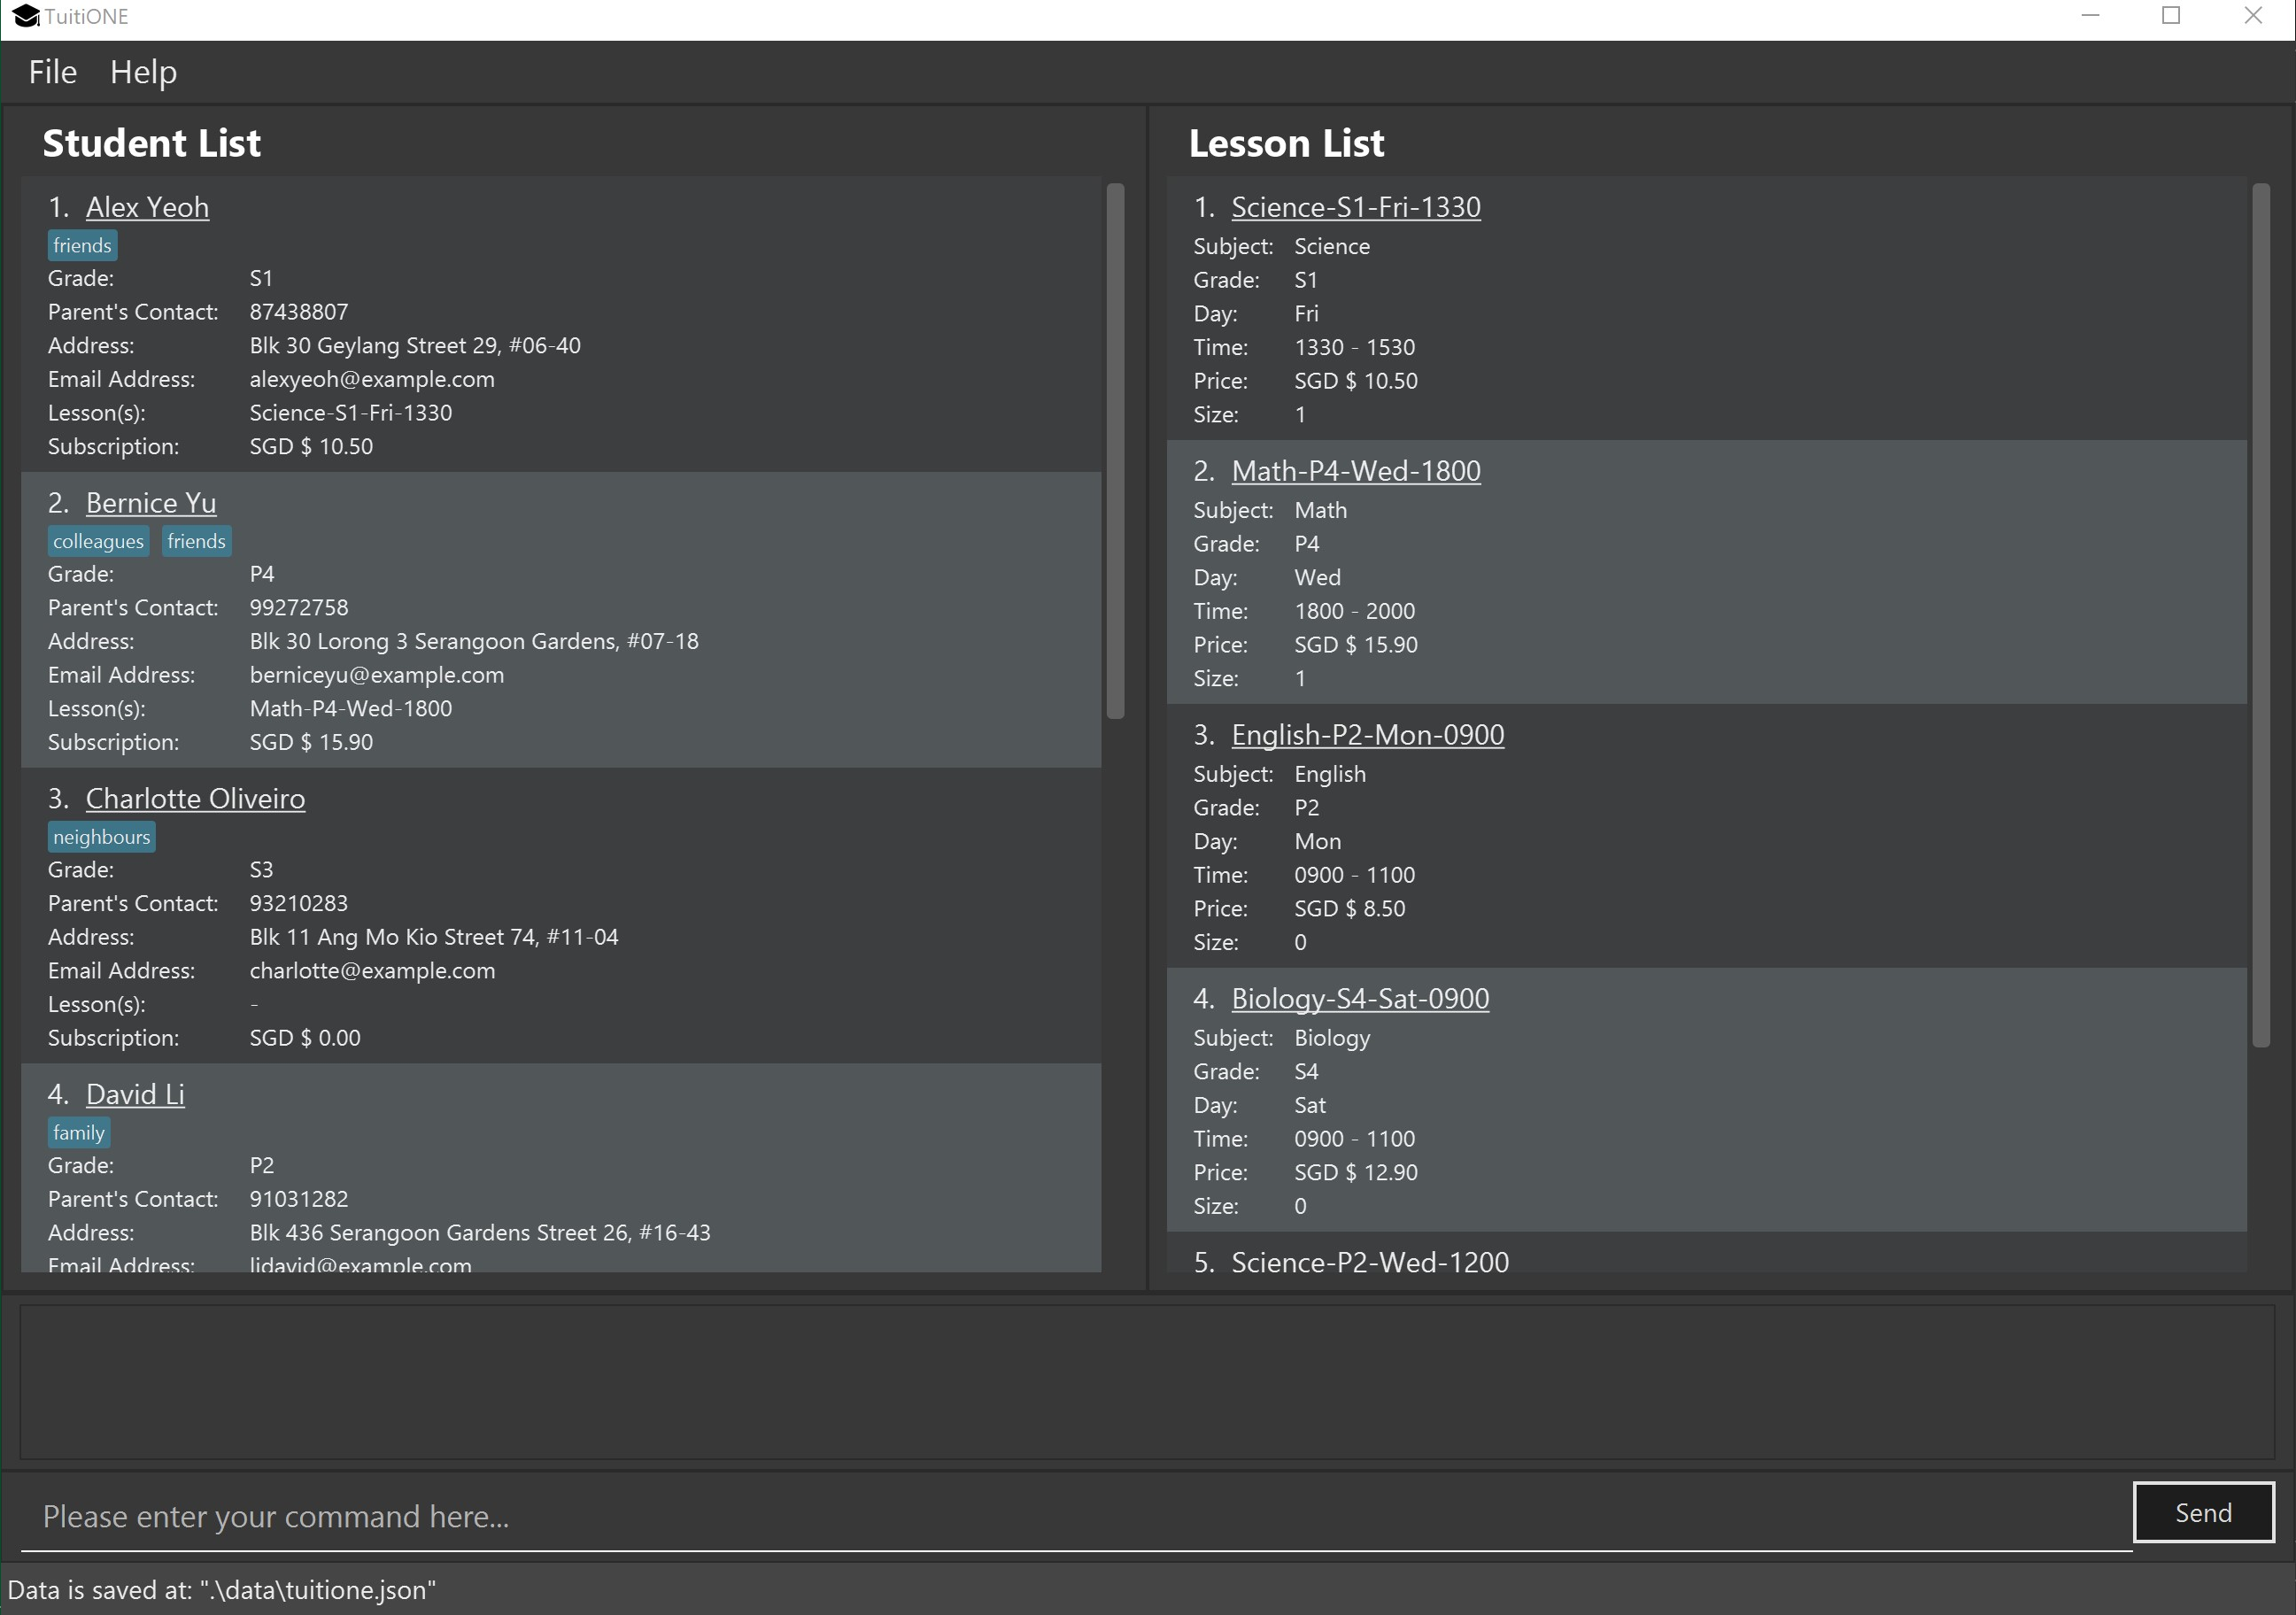 TuitiONE
File Help
Student List
1. Alex Yeoh
friends
Grade: S1
Parent's Contact: 87438807
Address: Blk 30 Geylang Street 29, #06-40
Email Address: alexyeoh@example.com
Lesson(s): Science-S1-Fri-1330
Subscription: SGD $ 10.50
2. Bernice Yu
colleagues friends
Grade: P4
Parent's Contact: 99272758
Address: Blk 30 Lorong 3 Serangoon Gardens, #07-18
Email Address: berniceyu@example.com
Lesson(s): Math-P4-Wed-1800
Subscription: SGD $ 15.90
3. Charlotte Oliveiro
neighbours
Grade: S3
Parent's Contact: 93210283
Address: Blk 11 Ang Mo Kio Street 74, #11-04
Email Address: charlotte@example.com
Lesson(s): -
Subscription: SGD $ 0.00
4. David Li
family
Grade: P2
Parent's Contact: 91031282
Address: Blk 436 Serangoon Gardens Street 26, #16-43
Email Address: lidavid@example.com
Lesson List
1. Science-S1-Fri-1330
Subject: Science
Grade: S1
Day: Fri
Time: 1330 - 1530
Price: SGD $ 10.50
Size: 1
2. Math-P4-Wed-1800
Subject: Math
Grade: P4
Day: Wed
Time: 1800 - 2000
Price: SGD $ 15.90
Size: 1
3. English-P2-Mon-0900
Subject: English
Grade: P2
Day: Mon
Time: 0900 - 1100
Price: SGD $ 8.50
Size: 0
4. Biology-S4-Sat-0900
Subject: Biology
Grade: S4
Day: Sat
Time: 0900 - 1100
Price: SGD $ 12.90
Size: 0
5. Science-P2-Wed-1200
Please enter your command here...
Send
Data is saved at: ".\data\tuitione.json"